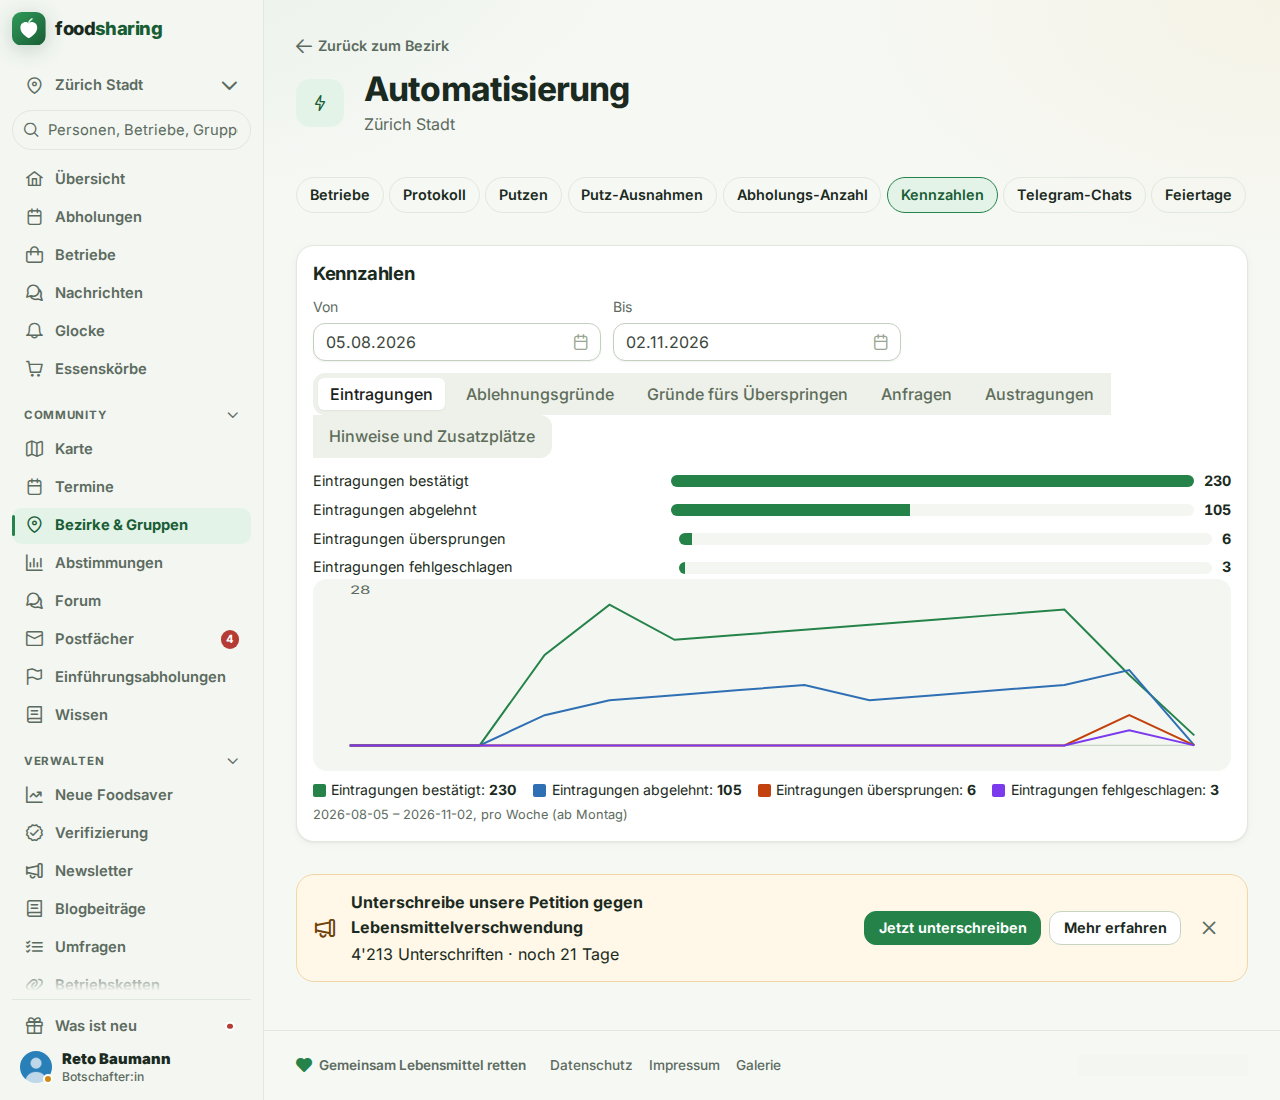 foodsharing
Zürich Stadt
Personen, Betriebe, Grupp
Übersicht
Abholungen
Betriebe
Nachrichten
Glocke
Essenskörbe
COMMUNITY
Karte
Termine
Bezirke & Gruppen
Abstimmungen
Forum
Postfächer 4
Einführungsabholungen
Wissen
VERWALTEN
Neue Foodsaver
Verifizierung
Newsletter
Blogbeiträge
Umfragen
Betriebsketten
Was ist neu
Reto Baumann
Botschafter:in
Zurück zum Bezirk
Automatisierung
Zürich Stadt
Betriebe Protokoll Putzen Putz-Ausnahmen Abholungs-Anzahl Kennzahlen Telegram-Chats Feiertage
Kennzahlen
Von Bis
05.08.2026 02.11.2026
Eintragungen Ablehnungsgründe Gründe fürs Überspringen Anfragen Austragungen
Hinweise und Zusatzplätze
Eintragungen bestätigt 230
Eintragungen abgelehnt 105
Eintragungen übersprungen 6
Eintragungen fehlgeschlagen 3
28
Eintragungen bestätigt: 230 Eintragungen abgelehnt: 105 Eintragungen übersprungen: 6 Eintragungen fehlgeschlagen: 3
2026-08-05 – 2026-11-02, pro Woche (ab Montag)
Unterschreibe unsere Petition gegen
Lebensmittelverschwendung
4'213 Unterschriften · noch 21 Tage
Jetzt unterschreiben Mehr erfahren
Gemeinsam Lebensmittel retten Datenschutz Impressum Galerie